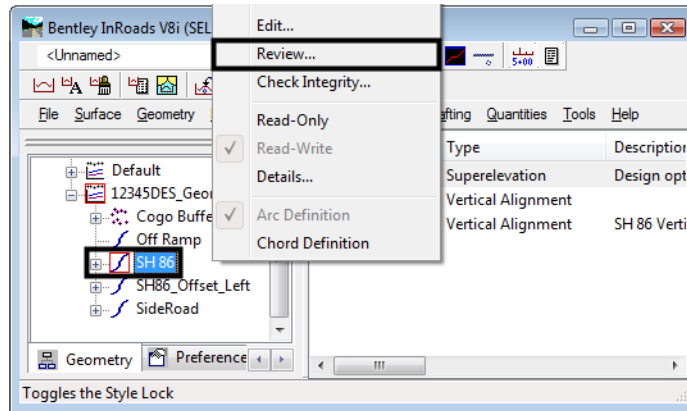 Bentley InRoads V8i (SEL
<Unnamed>
File Surface Geometry
afting Quantities Tools Help
Edit...
Review...
Check Integrity...
Read-Only
Read-Write
Details...
Arc Definition
Chord Definition
Default
12345DES_Geo
Cogo Buffe
Off Ramp
SH 86
SH86_Offset_Left
SideRoad
Geometry Preference
Type Description
Superelevation Design opt
Vertical Alignment
Vertical Alignment SH 86 Verti
5+00
Toggles the Style Lock